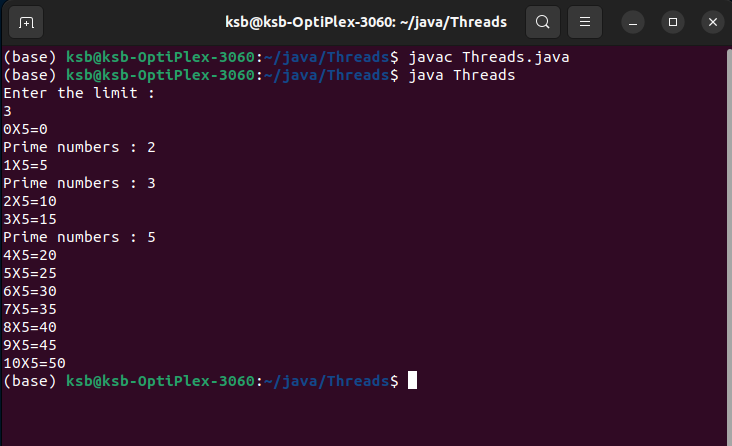 ksb@ksb-OptiPlex-3060: ~/java/Threads
(base) ksb@ksb-OptiPlex-3060:~/java/Threads$ javac Threads.java
(base) ksb@ksb-OptiPlex-3060:~/java/Threads$ java Threads
Enter the limit :
3
0X5=0
Prime numbers : 2
1X5=5
Prime numbers : 3
2X5=10
3X5=15
Prime numbers : 5
4X5=20
5X5=25
6X5=30
7X5=35
8X5=40
9X5=45
10X5=50
(base) ksb@ksb-OptiPlex-3060:~/java/Threads$